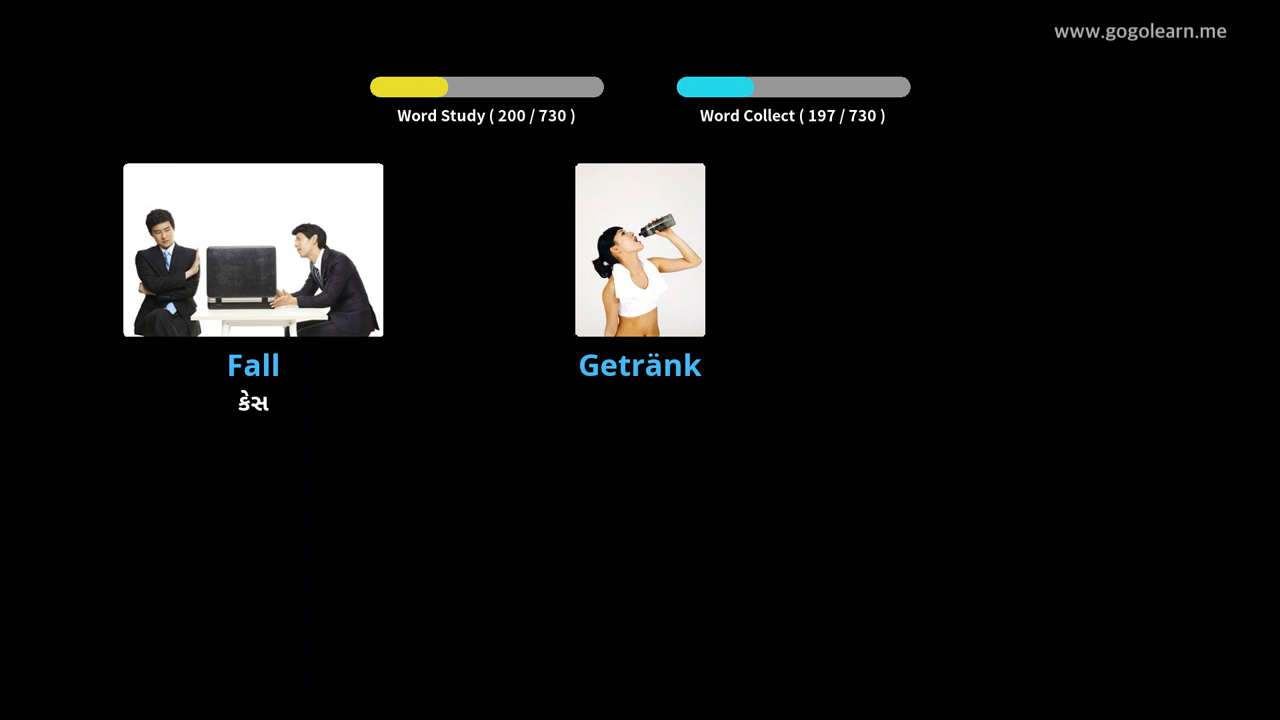 www.gogolearn.me
Word Study ( 200 / 730 )
Word Collect ( 197 / 730 )
Fall
Getränk
કેસ